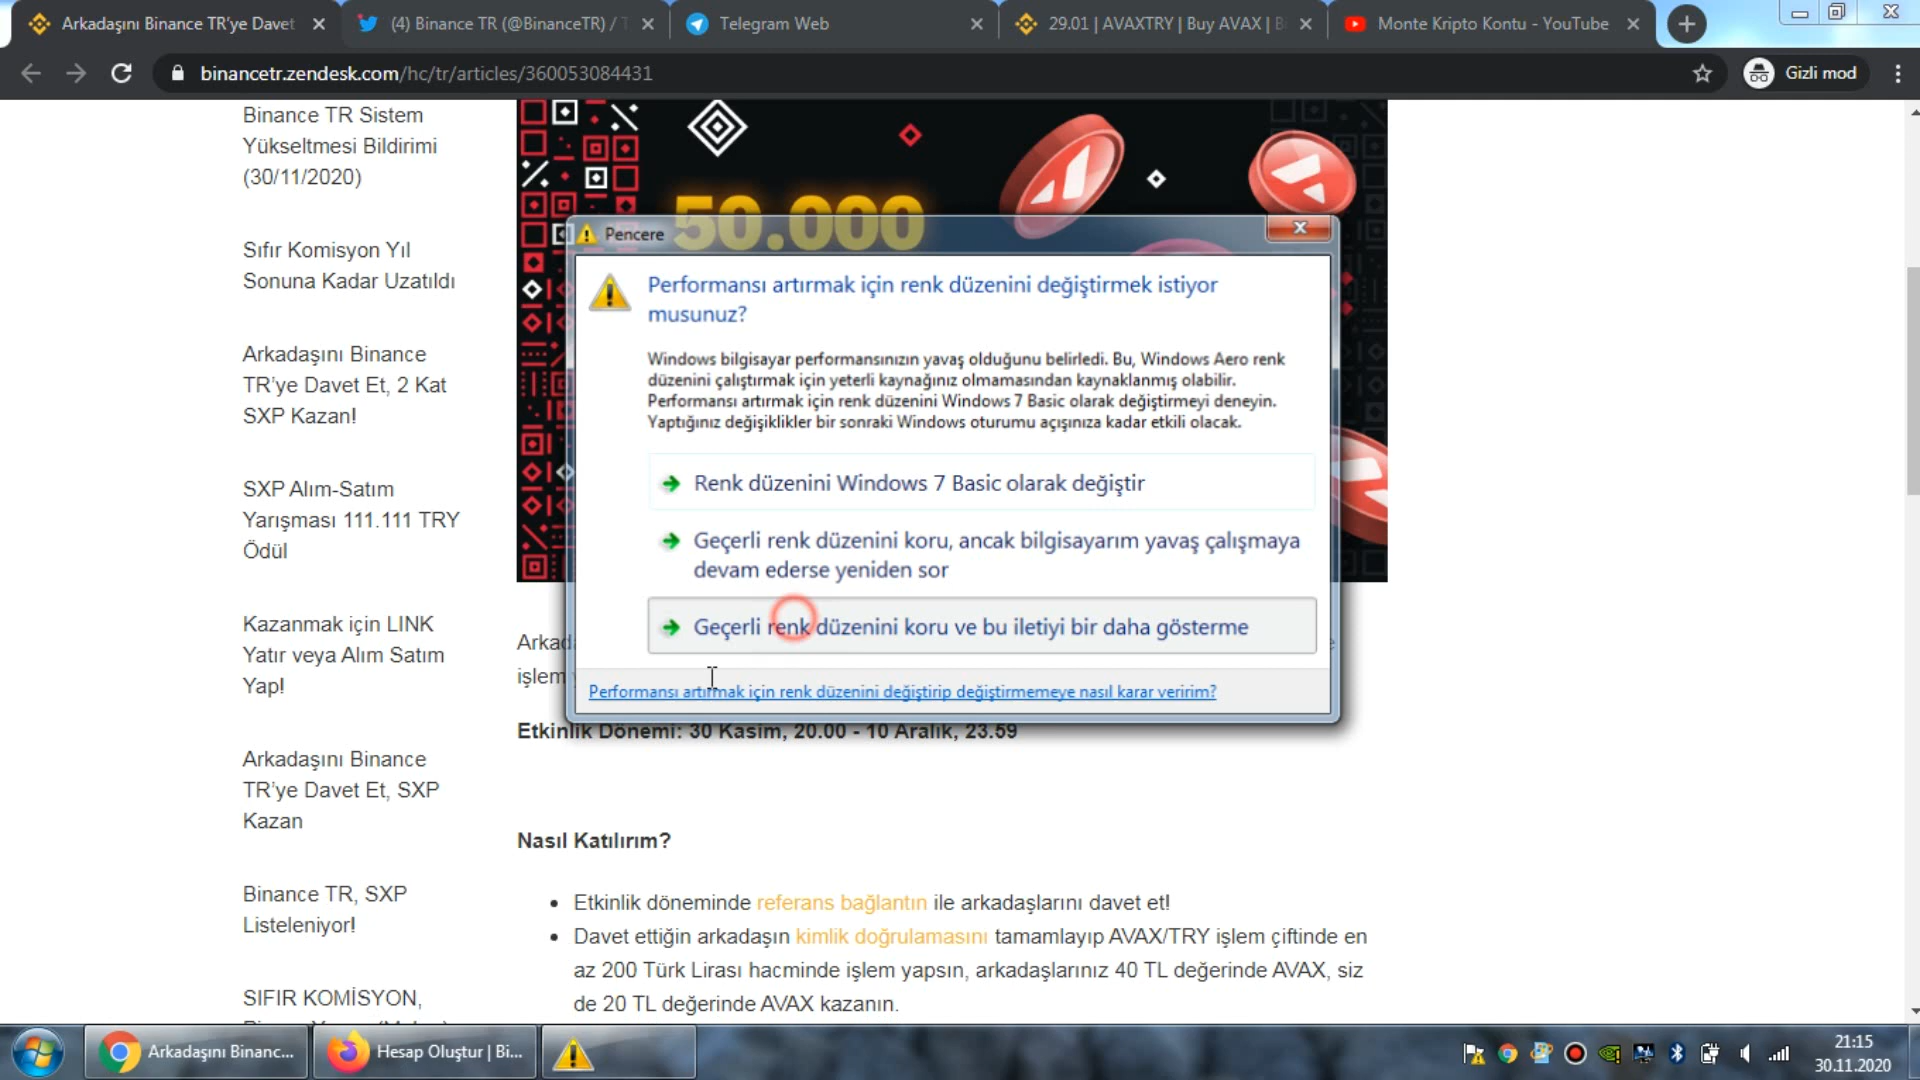 Arkadaşını Binance TR'ye Davet
(4) Binance TR (@BinanceTR) / T
Telegram Web
29.01 | AVAXTRY | Buy AVAX | B
Monte Kripto Kontu - YouTube
binancetr.zendesk.com/hc/tr/articles/360053084431
Gizli mod
Binance TR Sistem
Yükseltmesi Bildirimi
(30/11/2020)
Sıfır Komisyon Yıl
Sonuna Kadar Uzatıldı
Arkadaşını Binance
TR'ye Davet Et, 2 Kat
SXP Kazan!
SXP Alım-Satım
Yarışması 111.111 TRY
Ödül
Kazanmak için LINK
Yatır veya Alım Satım
Yap!
Arkadaşını Binance
TR'ye Davet Et, SXP
Kazan
Binance TR, SXP
Listeleniyor!
SIFIR KOMİSYON,
50.000
Pencere
Performansı artırmak için renk düzenini değiştirmek istiyor
musunuz?
Windows bilgisayar performansınızın yavaş olduğunu belirledi. Bu, Windows Aero renk
düzenini çalıştırmak için yeterli kaynağınız olmamasından kaynaklanmış olabilir.
Performansı artırmak için renk düzenini Windows 7 Basic olarak değiştirmeyi deneyin.
Yaptığınız değişiklikler bir sonraki Windows oturumu açışınıza kadar etkili olacak.
Renk düzenini Windows 7 Basic olarak değiştir
Geçerli renk düzenini koru, ancak bilgisayarım yavaş çalışmaya
devam ederse yeniden sor
Geçerli renk düzenini koru ve bu iletiyi bir daha gösterme
Performansı artırmak için renk düzenini değiştirip değiştirmemeye nasıl karar veririm?
Arkad
işlem
Etkinlik Dönemi: 30 Kasim, 20.00 - 10 Aralık, 23.59
Nasıl Katılırım?
Etkinlik döneminde referans bağlantın ile arkadaşlarını davet et!
Davet ettiğin arkadaşın kimlik doğrulamasını tamamlayıp AVAX/TRY işlem çiftinde en
az 200 Türk Lirası hacminde işlem yapsın, arkadaşlarınız 40 TL değerinde AVAX, siz
de 20 TL değerinde AVAX kazanın.
Arkadaşını Binanc...
Hesap Oluştur | Bi...
21:15
30.11.2020